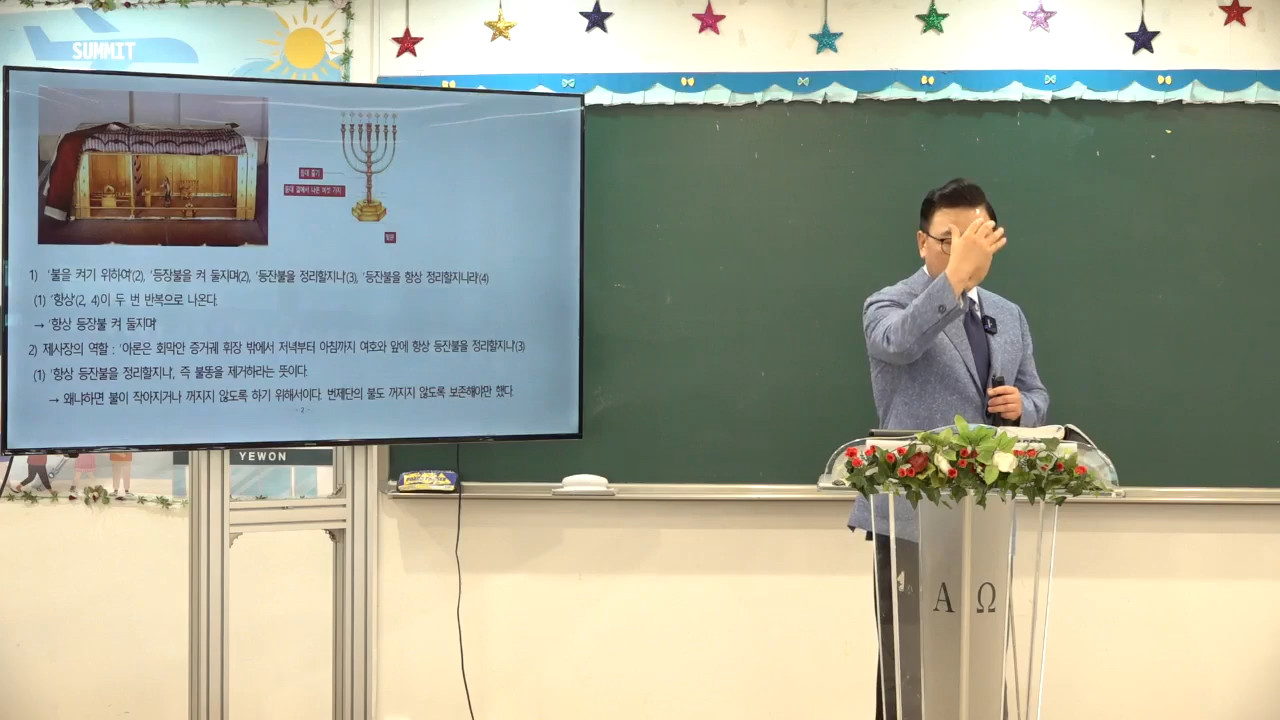 SUMMIT
등대 줄기
등대 곁에서 나온 여섯 가지
밑판
1) '불을 켜기 위하여'(2), '등장불을 켜 둘지며'(2), '등잔불을 정리할지니'(3), '등잔불을 항상 정리할지니라'(4)
(1) '항상'(2, 4)이 두 번 반복으로 나온다.
→ '항상 등장불 켜 둘지며'
2) 제사장의 역할 : '아론은 회막안 증거궤 휘장 밖에서 저녁부터 아침까지 여호와 앞에 항상 등잔불을 정리할지니'(3)
(1) '항상 등잔불을 정리할지니', 즉 불똥을 제거하라는 뜻이다.
→ 왜냐하면 불이 작아지거나 꺼지지 않도록 하기 위해서이다. 번제단의 불도 꺼지지 않도록 보존해야만 했다.
- 2 -
YEWON
Α Ω